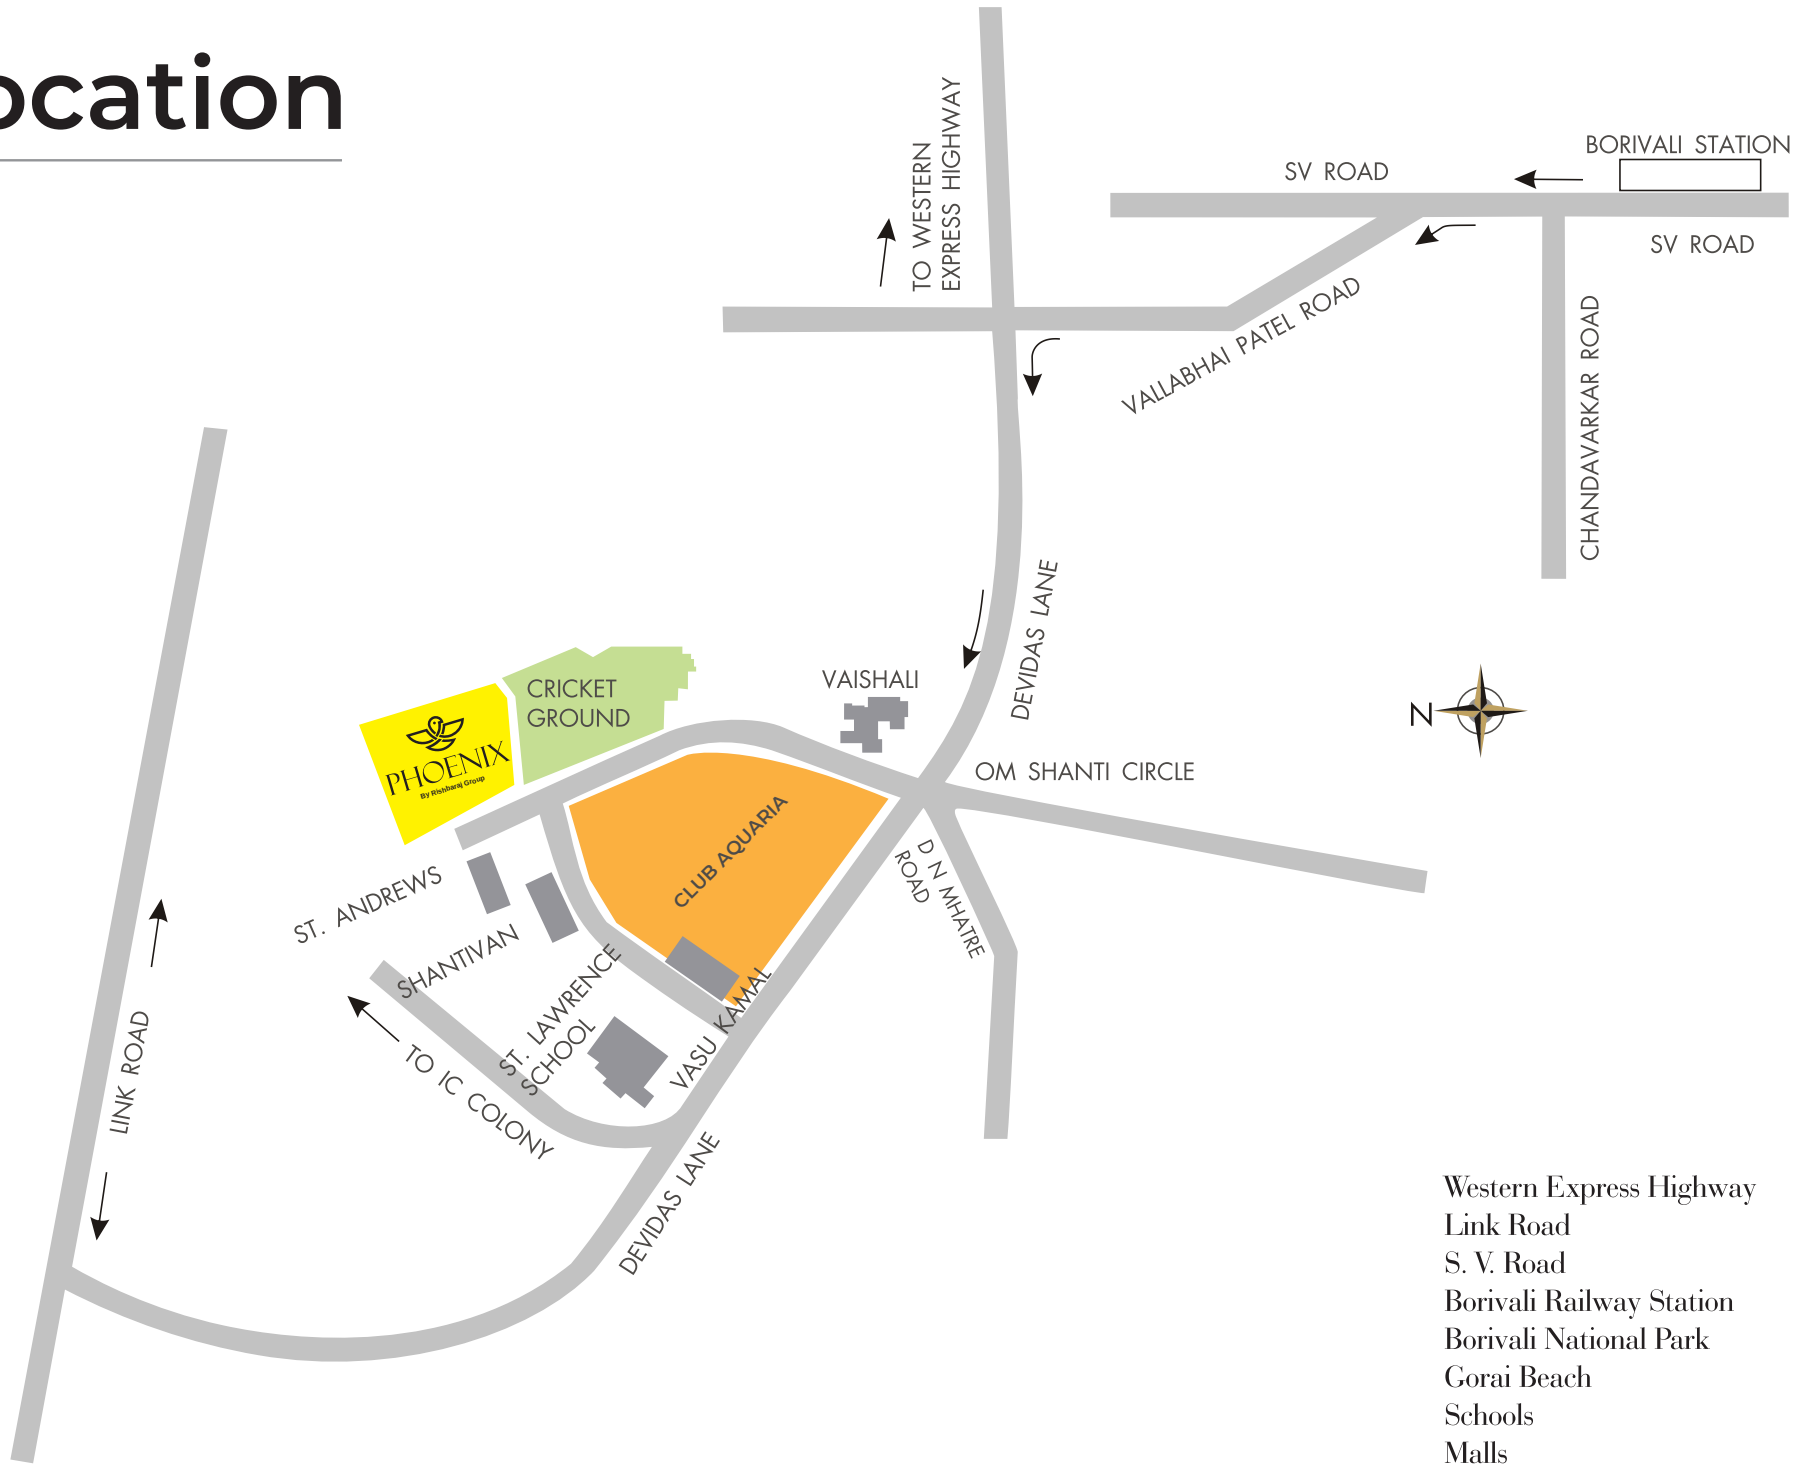 ocation
TO WESTERN
EXPRESS HIGHWAY
BORIVALI STATION
SV ROAD
SV ROAD
VALLABHAI PATEL ROAD
CHANDAVARKAR ROAD
DEVIDAS LANE
CRICKET
GROUND
VAISHALI
PHOENIX
By Rishbaraj Group
N
OM SHANTI CIRCLE
CLUB AQUARIA
D N MHATRE
ROAD
ST. ANDREWS
SHANTIVAN
ST. LAWRENCE
SCHOOL
VASU KAMAL
LINK ROAD
TO IC COLONY
DEVIDAS LANE
Western Express Highway
Link Road
S. V. Road
Borivali Railway Station
Borivali National Park
Gorai Beach
Schools
Malls